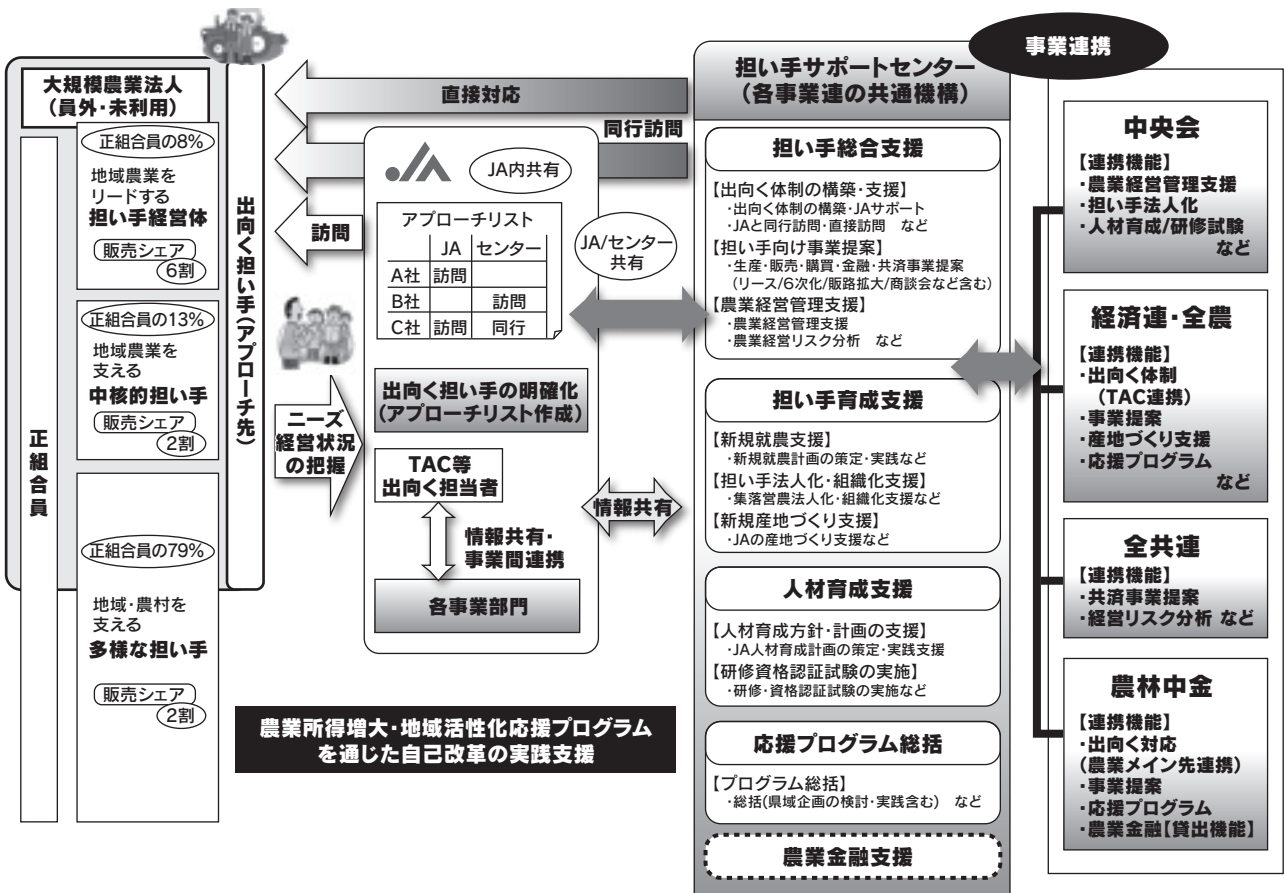 大規模農業法人
（員外・未利用）
正組合員
正組合員の8%
地域農業を
リードする
担い手経営体
販売シェア
6割
正組合員の13%
地域農業を
支える
中核的担い手
販売シェア
2割
正組合員の79%
地域・農村を
支える
多様な担い手
販売シェア
2割
出向く担い手（アプローチ先）
直接対応
同行訪問
訪問
ニーズ
経営状況
の把握
JA
JA内共有
アプローチリスト
JA センター
A社 訪問
B社 訪問
C社 訪問 同行
出向く担い手の明確化
（アプローチリスト作成）
TAC等
出向く担当者
情報共有・
事業間連携
各事業部門
JA/センター
共有
情報共有
農業所得増大・地域活性化応援プログラム
を通じた自己改革の実践支援
担い手サポートセンター
（各事業連の共通機構）
担い手総合支援
【出向く体制の構築・支援】
・出向く体制の構築・JAサポート
・JAと同行訪問・直接訪問 など
【担い手向け事業提案】
・生産・販売・購買・金融・共済事業提案
（リース/6次化/販路拡大/商談会など含む）
【農業経営管理支援】
・農業経営管理支援
・農業経営リスク分析 など
担い手育成支援
【新規就農支援】
・新規就農計画の策定・実践など
【担い手法人化・組織化支援】
・集落営農法人化・組織化支援など
【新規産地づくり支援】
・JAの産地づくり支援など
人材育成支援
【人材育成方針・計画の支援】
・JA人材育成計画の策定・実践支援
【研修資格認証試験の実施】
・研修・資格認証試験の実施など
応援プログラム総括
【プログラム総括】
・総括(県域企画の検討・実践含む) など
農業金融支援
事業連携
中央会
【連携機能】
・農業経営管理支援
・担い手法人化
・人材育成/研修試験
など
経済連・全農
【連携機能】
・出向く体制
（TAC連携）
・事業提案
・産地づくり支援
・応援プログラム
など
全共連
【連携機能】
・共済事業提案
・経営リスク分析 など
農林中金
【連携機能】
・出向く対応
（農業メイン先連携）
・事業提案
・応援プログラム
・農業金融【貸出機能】